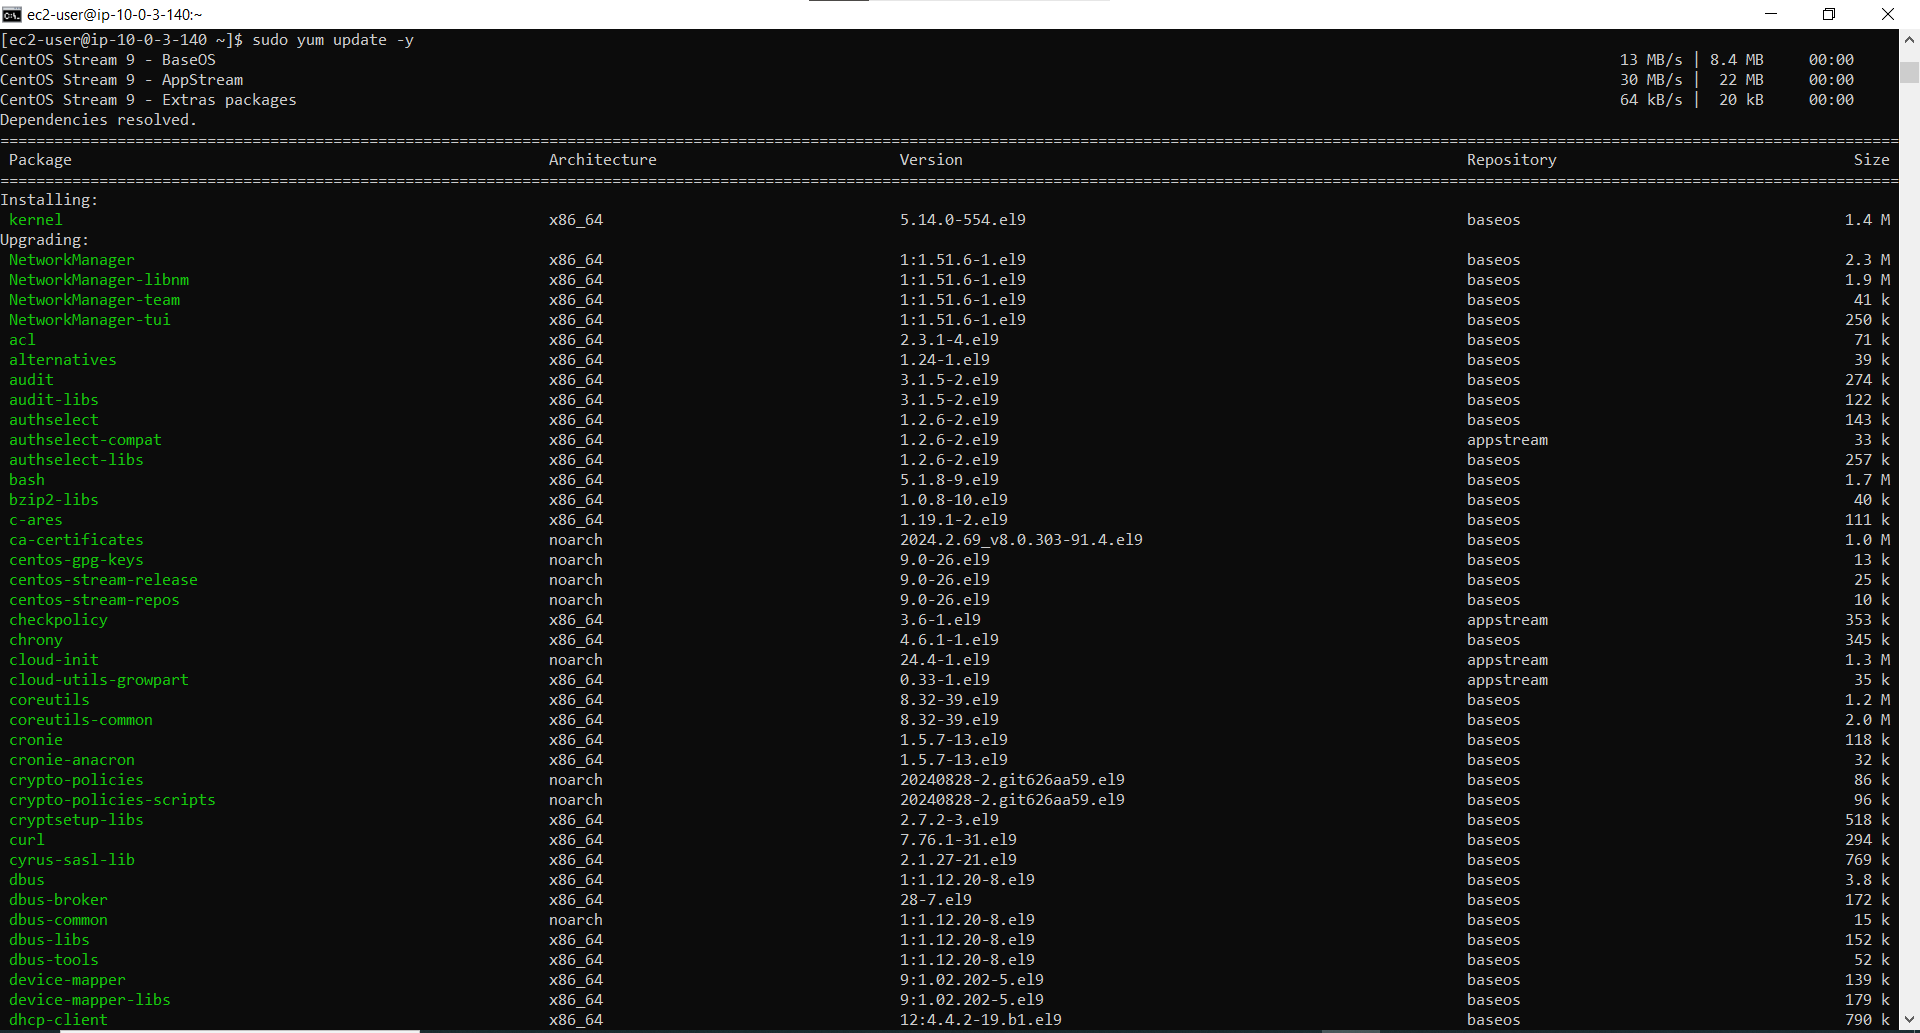 ec2-user@ip-10-0-3-140:~
[ec2-user@ip-10-0-3-140 ~]$ sudo yum update -y
CentOS Stream 9 - BaseOS 13 MB/s | 8.4 MB 00:00
CentOS Stream 9 - AppStream 30 MB/s | 22 MB 00:00
CentOS Stream 9 - Extras packages 64 kB/s | 20 kB 00:00
Dependencies resolved.
Package Architecture Version Repository Size
Installing:
kernel x86_64 5.14.0-554.el9 baseos 1.4 M
Upgrading:
NetworkManager x86_64 1:1.51.6-1.el9 baseos 2.3 M
NetworkManager-libnm x86_64 1:1.51.6-1.el9 baseos 1.9 M
NetworkManager-team x86_64 1:1.51.6-1.el9 baseos 41 k
NetworkManager-tui x86_64 1:1.51.6-1.el9 baseos 250 k
acl x86_64 2.3.1-4.el9 baseos 71 k
alternatives x86_64 1.24-1.el9 baseos 39 k
audit x86_64 3.1.5-2.el9 baseos 274 k
audit-libs x86_64 3.1.5-2.el9 baseos 122 k
authselect x86_64 1.2.6-2.el9 baseos 143 k
authselect-compat x86_64 1.2.6-2.el9 appstream 33 k
authselect-libs x86_64 1.2.6-2.el9 baseos 257 k
bash x86_64 5.1.8-9.el9 baseos 1.7 M
bzip2-libs x86_64 1.0.8-10.el9 baseos 40 k
c-ares x86_64 1.19.1-2.el9 baseos 111 k
ca-certificates noarch 2024.2.69_v8.0.303-91.4.el9 baseos 1.0 M
centos-gpg-keys noarch 9.0-26.el9 baseos 13 k
centos-stream-release noarch 9.0-26.el9 baseos 25 k
centos-stream-repos noarch 9.0-26.el9 baseos 10 k
checkpolicy x86_64 3.6-1.el9 appstream 353 k
chrony x86_64 4.6.1-1.el9 baseos 345 k
cloud-init noarch 24.4-1.el9 appstream 1.3 M
cloud-utils-growpart x86_64 0.33-1.el9 appstream 35 k
coreutils x86_64 8.32-39.el9 baseos 1.2 M
coreutils-common x86_64 8.32-39.el9 baseos 2.0 M
cronie x86_64 1.5.7-13.el9 baseos 118 k
cronie-anacron x86_64 1.5.7-13.el9 baseos 32 k
crypto-policies noarch 20240828-2.git626aa59.el9 baseos 86 k
crypto-policies-scripts noarch 20240828-2.git626aa59.el9 baseos 96 k
cryptsetup-libs x86_64 2.7.2-3.el9 baseos 518 k
curl x86_64 7.76.1-31.el9 baseos 294 k
cyrus-sasl-lib x86_64 2.1.27-21.el9 baseos 769 k
dbus x86_64 1:1.12.20-8.el9 baseos 3.8 k
dbus-broker x86_64 28-7.el9 baseos 172 k
dbus-common noarch 1:1.12.20-8.el9 baseos 15 k
dbus-libs x86_64 1:1.12.20-8.el9 baseos 152 k
dbus-tools x86_64 1:1.12.20-8.el9 baseos 52 k
device-mapper x86_64 9:1.02.202-5.el9 baseos 139 k
device-mapper-libs x86_64 9:1.02.202-5.el9 baseos 179 k
dhcp-client x86_64 12:4.4.2-19.b1.el9 baseos 790 k